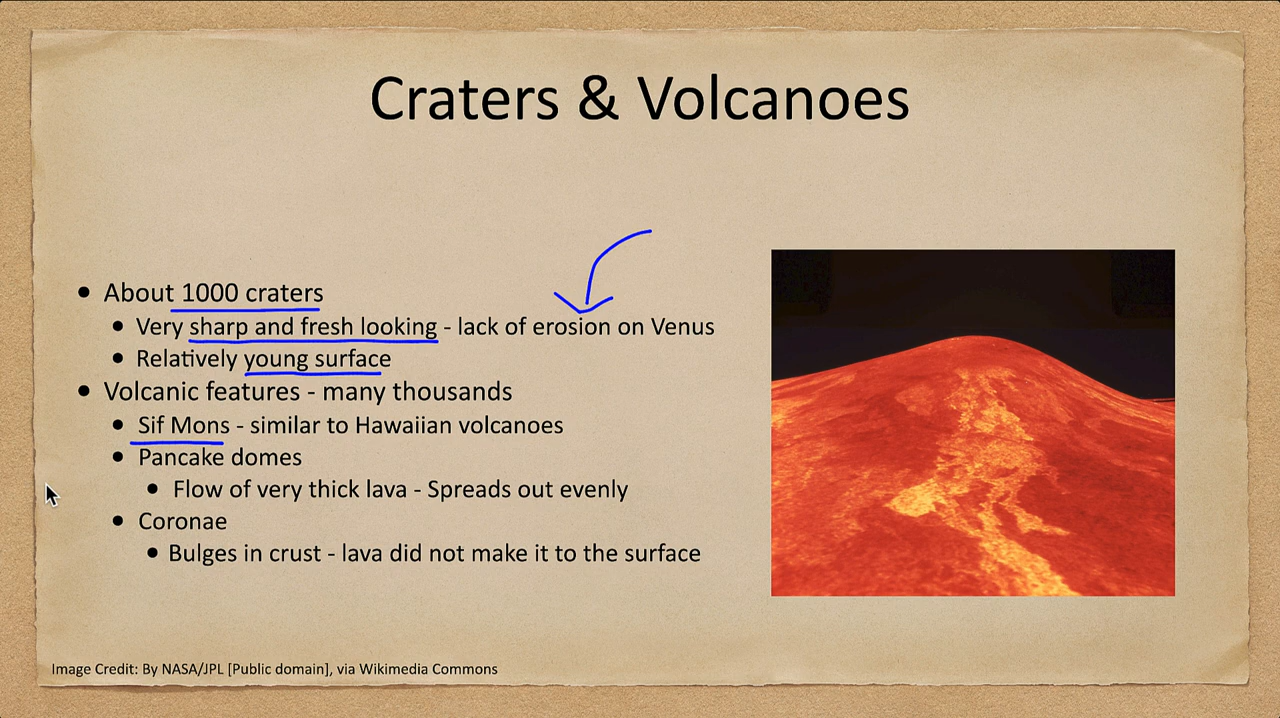 Craters & Volcanoes
• About 1000 craters
• Very sharp and fresh looking - lack of erosion on Venus
• Relatively young surface
• Volcanic features - many thousands
• Sif Mons - similar to Hawaiian volcanoes
• Pancake domes
• Flow of very thick lava - Spreads out evenly
• Coronae
• Bulges in crust - lava did not make it to the surface
Image Credit: By NASA/JPL [Public domain], via Wikimedia Commons